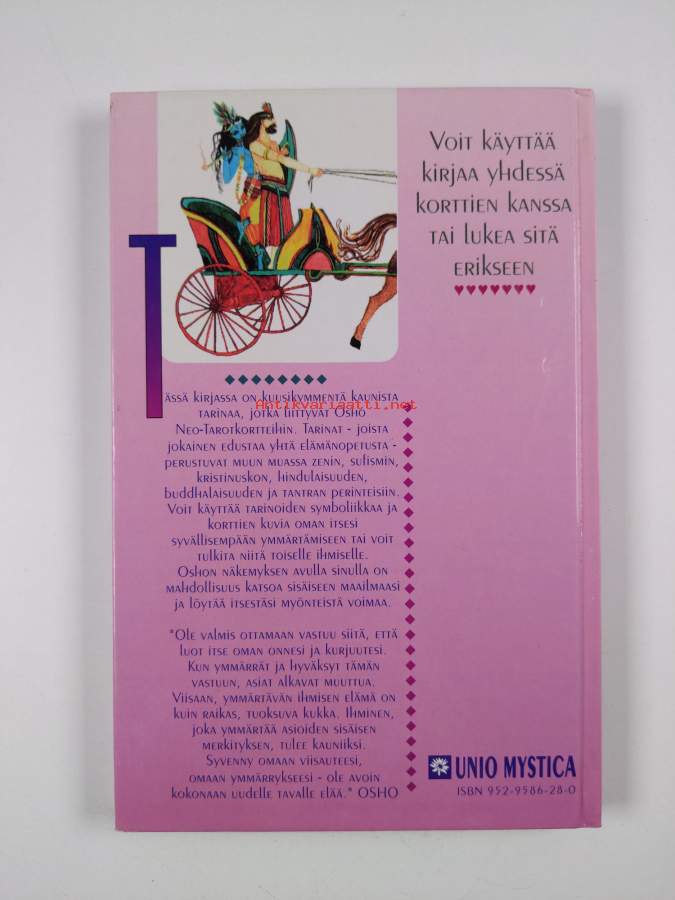 Voit käyttää
kirjaa yhdessä
korttien kanssa
tai lukea sitä
erikseen
Tässä kirjassa on kuusikymmentä kaunista
Antikvariaatti.net
tarinaa, jotka liittyvät Osho
Neo-Tarotkortteihin. Tarinat - joista
jokainen edustaa yhtä elämänopetusta -
perustuvat muun muassa zenin, sufismin,
kristinuskon, hindulaisuuden,
buddhalaisuuden ja tantran perinteisiin.
Voit käyttää tarinoiden symboliikkaa ja
korttien kuvia oman itsesi
syvällisempään ymmärtämiseen tai voit
tulkita niitä toiselle ihmiselle.
Oshon näkemyksen avulla sinulla on
mahdollisuus katsoa sisäiseen maailmaasi
ja löytää itsestäsi myönteistä voimaa.
"Ole valmis ottamaan vastuu siitä, että
luot itse oman onnesi ja kurjuutesi.
Kun ymmärrät ja hyväksyt tämän
vastuun, asiat alkavat muuttua.
Viisaan, ymmärtävän ihmisen elämä on
kuin raikas, tuoksuva kukka. Ihminen,
joka ymmärtää asioiden sisäisen
merkityksen, tulee kauniiksi.
Syvenny omaan viisauteesi,
omaan ymmärrykseesi - ole avoin
kokonaan uudelle tavalle elää." OSHO
UNIO MYSTICA
ISBN 952-9586-28-0